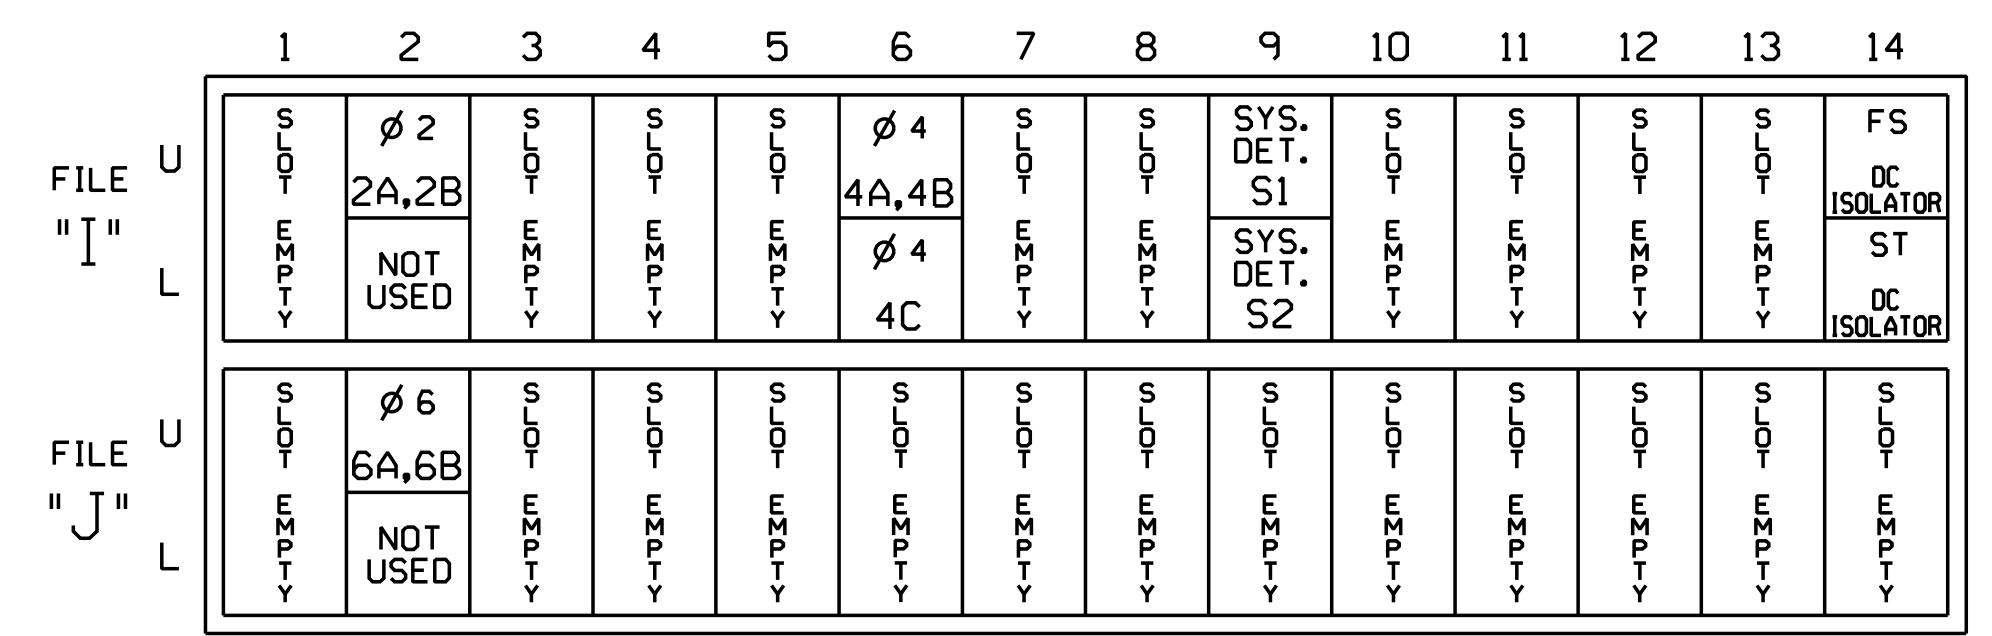 1 2 3 4 5 6 7 8 9 10 11 12 13 14
FILE "I"
U
L
SLOT EMPTY
Ø 2
2A,2B
NOT USED
SLOT EMPTY
SLOT EMPTY
SLOT EMPTY
Ø 4
4A,4B
Ø 4
4C
SLOT EMPTY
SLOT EMPTY
SYS.
DET.
S1
SYS.
DET.
S2
SLOT EMPTY
SLOT EMPTY
SLOT EMPTY
SLOT EMPTY
FS
DC
ISOLATOR
ST
DC
ISOLATOR
FILE "J"
U
L
SLOT EMPTY
Ø 6
6A,6B
NOT USED
SLOT EMPTY
SLOT EMPTY
SLOT EMPTY
SLOT EMPTY
SLOT EMPTY
SLOT EMPTY
SLOT EMPTY
SLOT EMPTY
SLOT EMPTY
SLOT EMPTY
SLOT EMPTY
SLOT EMPTY